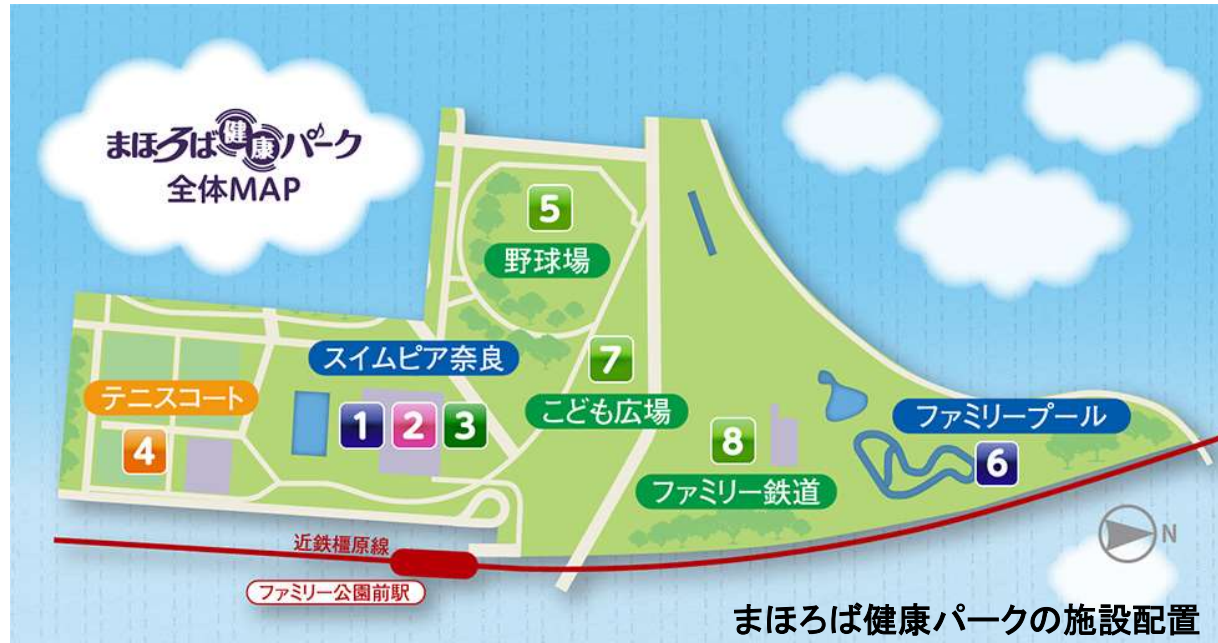 まほろば健康パーク
全体MAP
5
野球場
スイムピア奈良
7
テニスコート
1 2 3
こども広場
ファミリープール
4
8
6
ファミリー鉄道
近鉄橿原線
N
ファミリー公園前駅
まほろば健康パークの施設配置